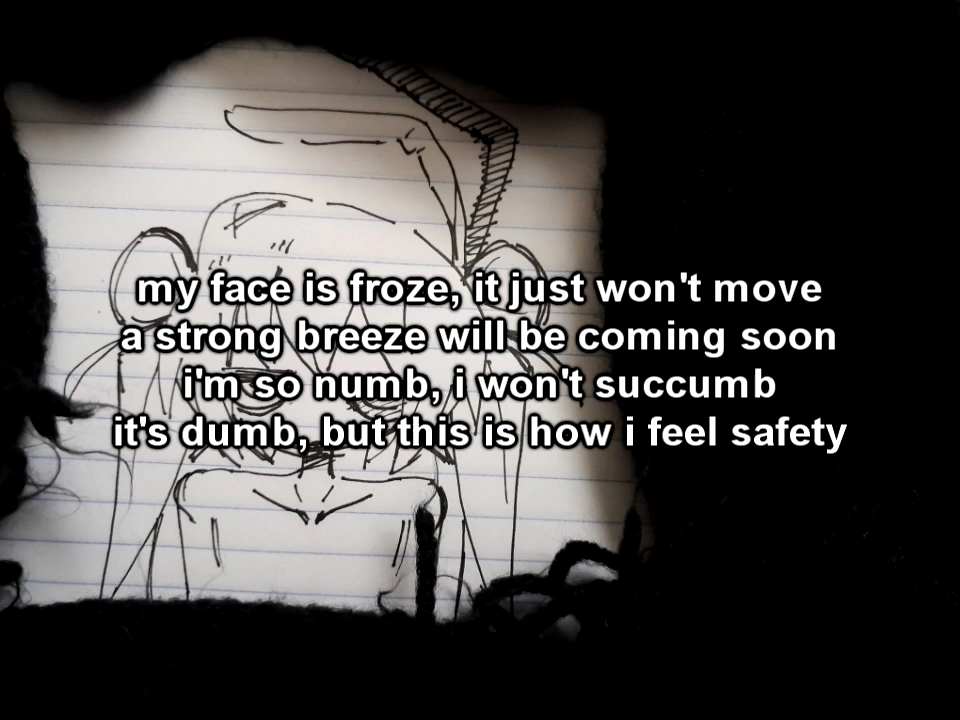 my face is froze, it just won't move
a strong breeze will be coming soon
i'm so numb, i won't succumb
it's dumb, but this is how i feel safety